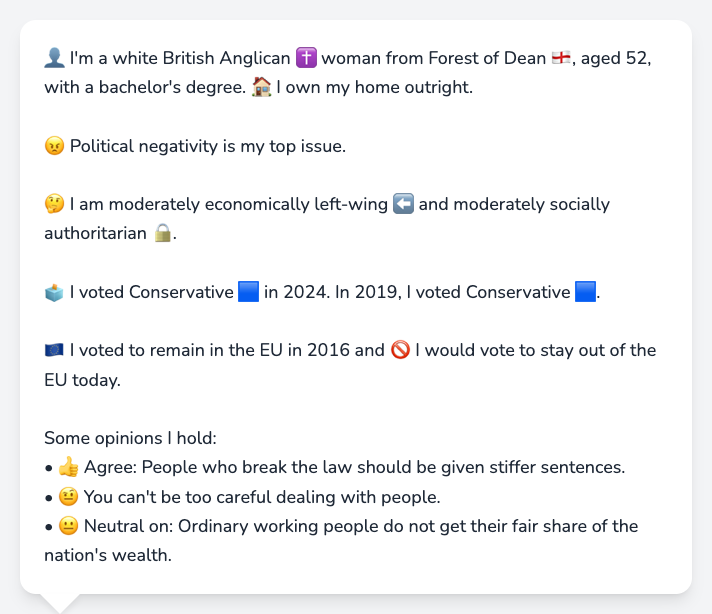 👤 I'm a white British Anglican ✝️ woman from Forest of Dean 🏴󠁧󠁢󠁥󠁮󠁧󠁿, aged 52,
with a bachelor's degree. 🏠 I own my home outright.
😠 Political negativity is my top issue.
🤔 I am moderately economically left-wing ⬅️ and moderately socially
authoritarian 🔒.
🗳️ I voted Conservative 🟦 in 2024. In 2019, I voted Conservative 🟦.
🇪🇺 I voted to remain in the EU in 2016 and 🚫 I would vote to stay out of the
EU today.
Some opinions I hold:
• 👍 Agree: People who break the law should be given stiffer sentences.
• 🤨 You can't be too careful dealing with people.
• 😐 Neutral on: Ordinary working people do not get their fair share of the
nation's wealth.